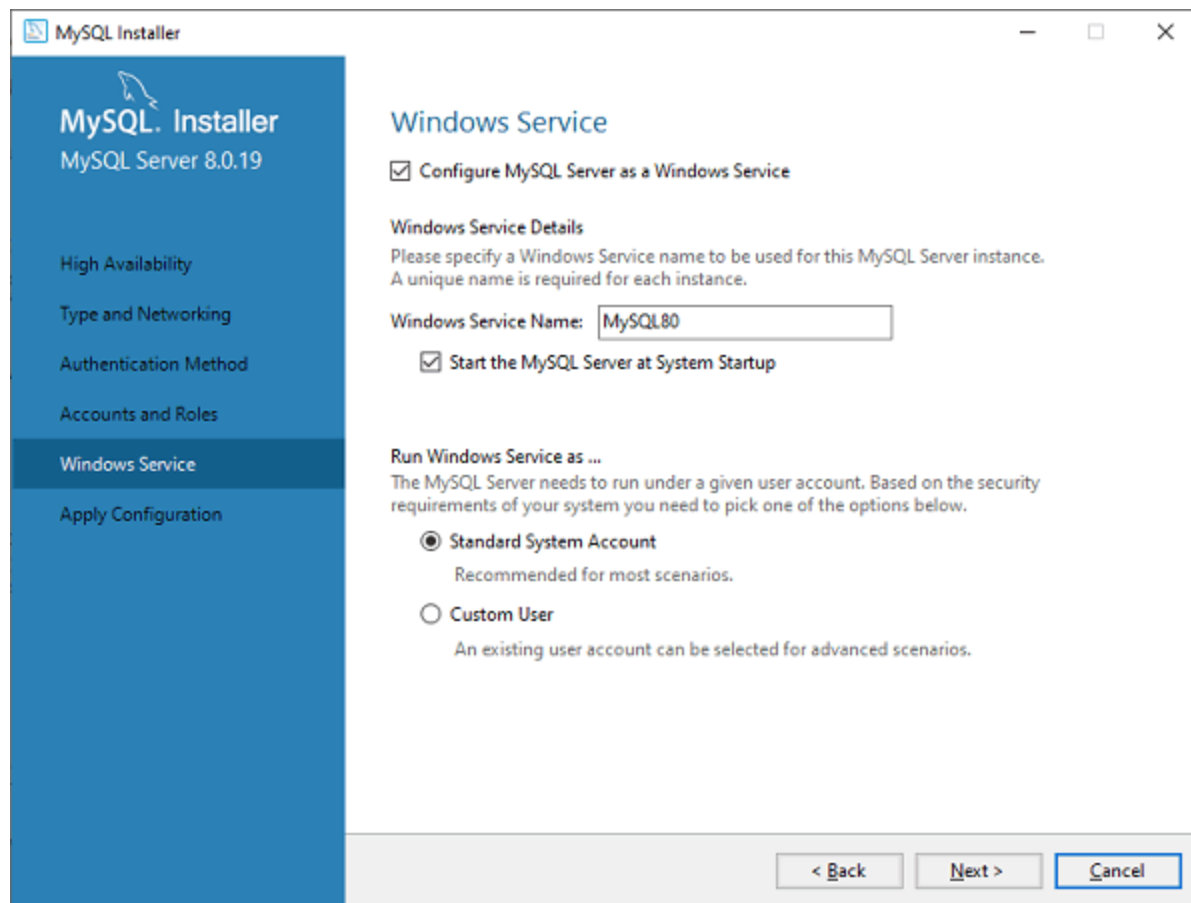 MySQL Installer
MySQL. Installer
MySQL Server 8.0.19
High Availability
Type and Networking
Authentication Method
Accounts and Roles
Windows Service
Apply Configuration
Windows Service
Configure MySQL Server as a Windows Service
Windows Service Details
Please specify a Windows Service name to be used for this MySQL Server instance.
A unique name is required for each instance.
Windows Service Name: MySQL80
Start the MySQL Server at System Startup
Run Windows Service as ...
The MySQL Server needs to run under a given user account. Based on the security
requirements of your system you need to pick one of the options below.
Standard System Account
Recommended for most scenarios.
Custom User
An existing user account can be selected for advanced scenarios.
< Back Next > Cancel